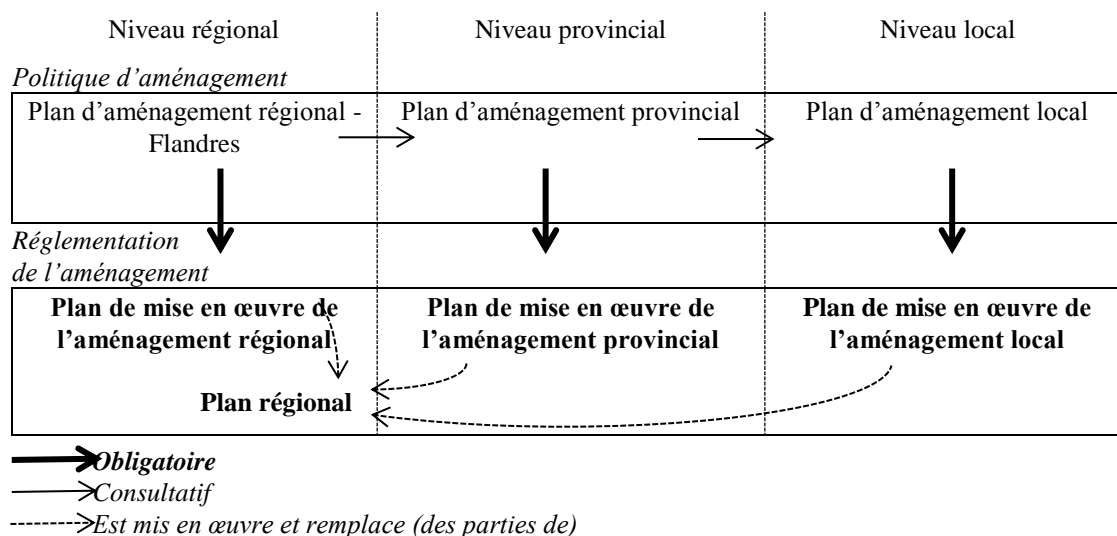 Niveau régional Niveau provincial Niveau local
Politique d'aménagement
Plan d'aménagement régional - Flandres
Plan d'aménagement provincial
Plan d'aménagement local
Réglementation
de l'aménagement
Plan de mise en œuvre de
l'aménagement régional
Plan de mise en œuvre de
l'aménagement provincial
Plan de mise en œuvre de
l'aménagement local
Plan régional
Obligatoire
Consultatif
Est mis en œuvre et remplace (des parties de)